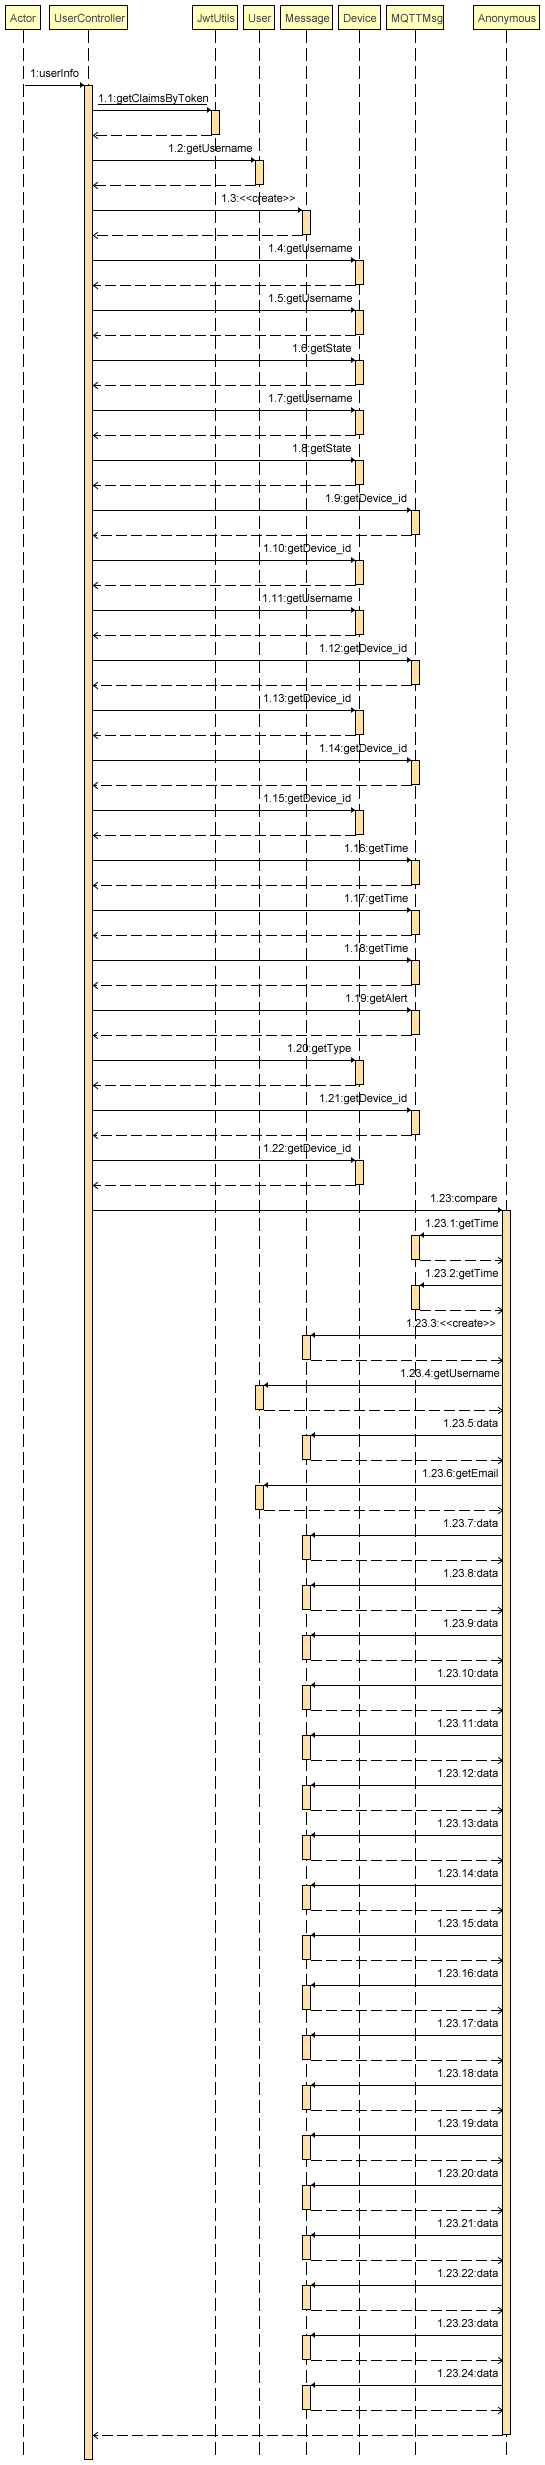 Actor UserController JwtUtils User Message Device MQTTMsg Anonymous
1:userInfo
1.1:getClaimsByToken
1.2:getUsername
1.3:<<create>>
1.4:getUsername
1.5:getUsername
1.6:getState
1.7:getUsername
1.8:getState
1.9:getDevice_id
1.10:getDevice_id
1.11:getUsername
1.12:getDevice_id
1.13:getDevice_id
1.14:getDevice_id
1.15:getDevice_id
1.16:getTime
1.17:getTime
1.18:getTime
1.19:getAlert
1.20:getType
1.21:getDevice_id
1.22:getDevice_id
1.23:compare
1.23.1:getTime
1.23.2:getTime
1.23.3:<<create>>
1.23.4:getUsername
1.23.5:data
1.23.6:getEmail
1.23.7:data
1.23.8:data
1.23.9:data
1.23.10:data
1.23.11:data
1.23.12:data
1.23.13:data
1.23.14:data
1.23.15:data
1.23.16:data
1.23.17:data
1.23.18:data
1.23.19:data
1.23.20:data
1.23.21:data
1.23.22:data
1.23.23:data
1.23.24:data